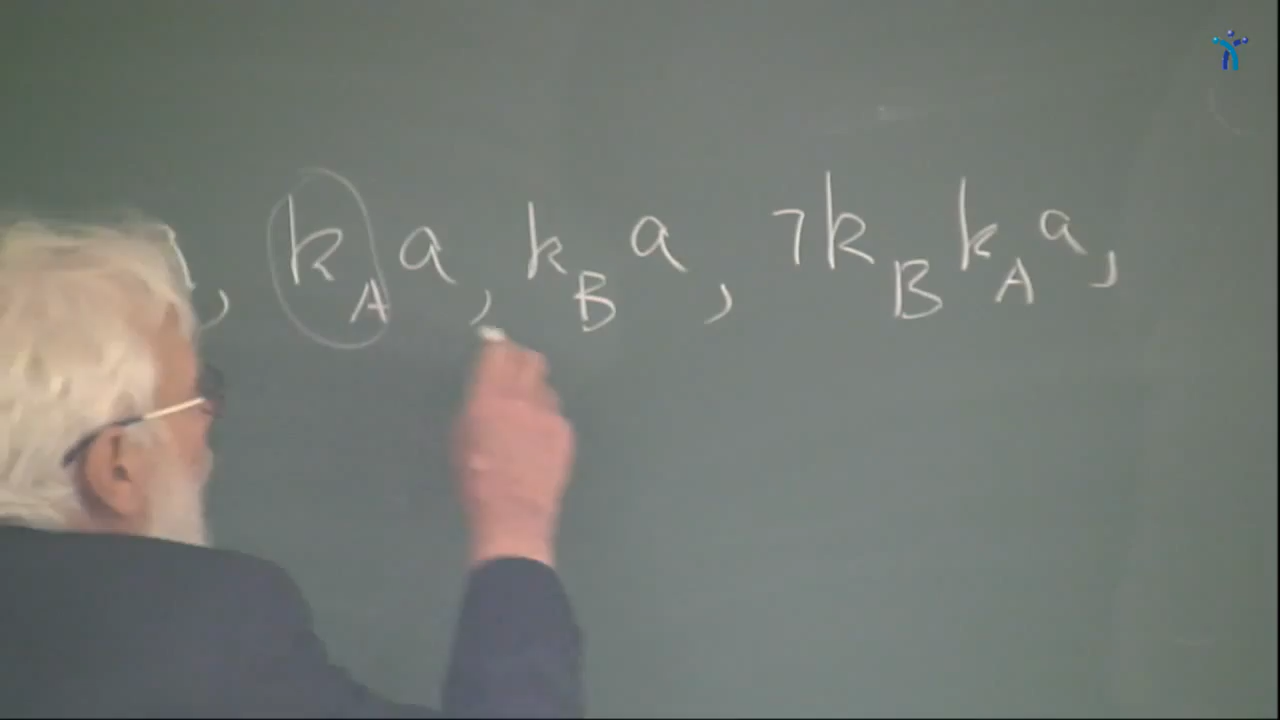 , k_A a, k_B a, ¬k_B k_A a,